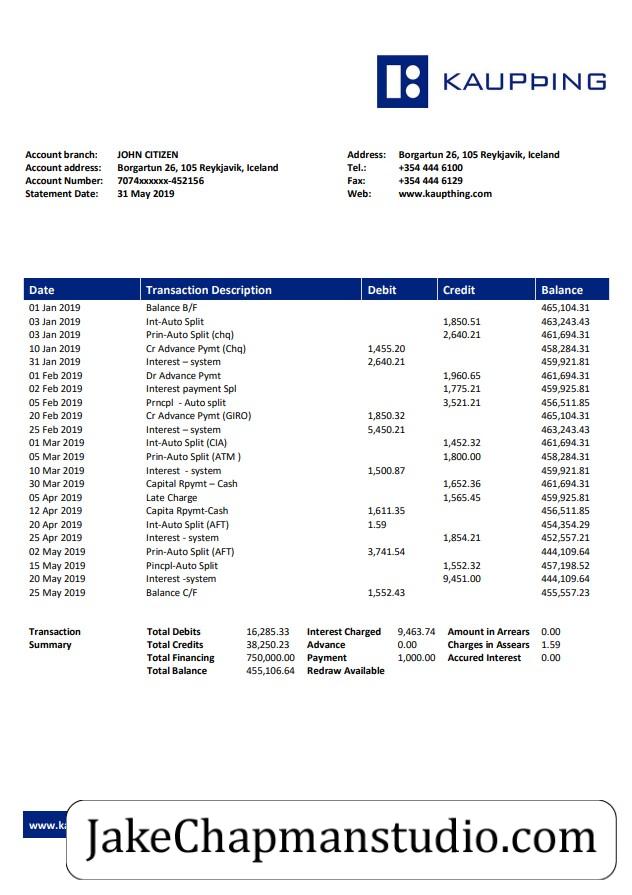 KAUPÞING
Account branch: JOHN CITIZEN Address: Borgartun 26, 105 Reykjavik, Iceland
Account address: Borgartun 26, 105 Reykjavik, Iceland Tel.: +354 444 6100
Account Number: 7074xxxxxx-452156 Fax: +354 444 6129
Statement Date: 31 May 2019 Web: www.kaupthing.com
Date Transaction Description Debit Credit Balance
01 Jan 2019 Balance B/F 465,104.31
03 Jan 2019 Int-Auto Split 1,850.51 463,243.43
03 Jan 2019 Prin-Auto Split (chq) 2,640.21 461,694.31
10 Jan 2019 Cr Advance Pymt (Chq) 1,455.20 458,284.31
31 Jan 2019 Interest – system 2,640.21 459,921.81
01 Feb 2019 Dr Advance Pymt 1,960.65 461,694.31
02 Feb 2019 Interest payment Spl 1,775.21 459,925.81
05 Feb 2019 Prncpl - Auto split 3,521.21 456,511.85
20 Feb 2019 Cr Advance Pymt (GIRO) 1,850.32 465,104.31
25 Feb 2019 Interest – system 5,450.21 463,243.43
01 Mar 2019 Int-Auto Split (CIA) 1,452.32 461,694.31
05 Mar 2019 Prin-Auto Split (ATM ) 1,800.00 458,284.31
10 Mar 2019 Interest - system 1,500.87 459,921.81
30 Mar 2019 Capital Rpymt – Cash 1,652.36 461,694.31
05 Apr 2019 Late Charge 1,565.45 459,925.81
12 Apr 2019 Capita Rpymt-Cash 1,611.35 456,511.85
20 Apr 2019 Int-Auto Split (AFT) 1.59 454,354.29
25 Apr 2019 Interest - system 1,854.21 452,557.21
02 May 2019 Prin-Auto Split (AFT) 3,741.54 444,109.64
15 May 2019 Pincpl-Auto Split 1,552.32 457,198.52
20 May 2019 Interest -system 9,451.00 444,109.64
25 May 2019 Balance C/F 1,552.43 455,557.23
Transaction Total Debits 16,285.33 Interest Charged 9,463.74 Amount in Arrears 0.00
Summary Total Credits 38,250.23 Advance 0.00 Charges in Assears 1.59
Total Financing 750,000.00 Payment 1,000.00 Accured Interest 0.00
Total Balance 455,106.64 Redraw Available
JakeChapmanstudio.com